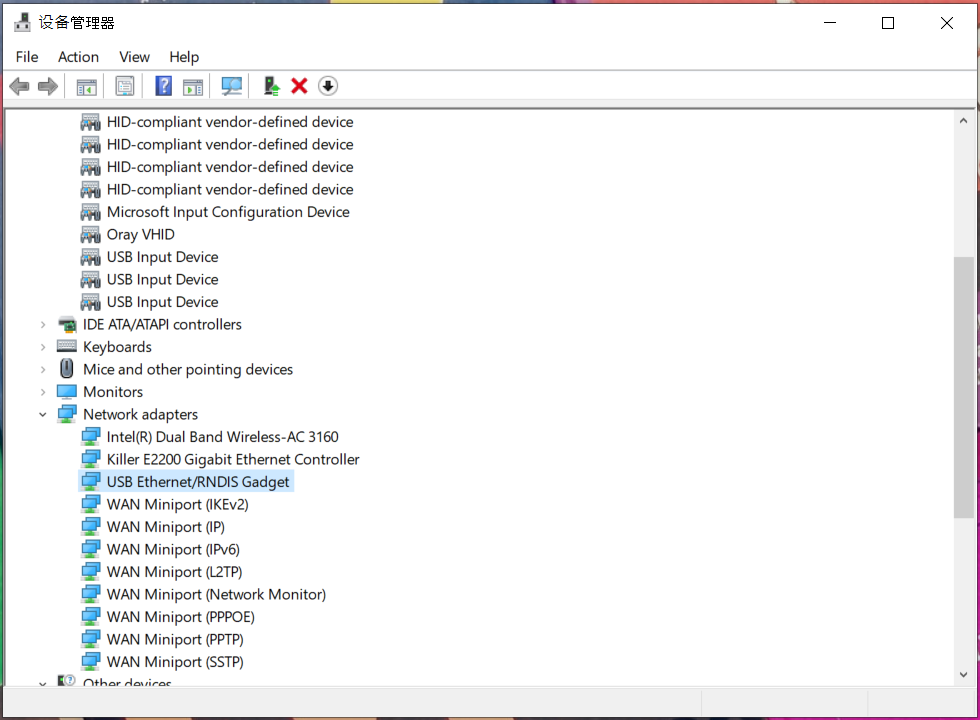 设备管理器
File Action View Help
HID-compliant vendor-defined device
HID-compliant vendor-defined device
HID-compliant vendor-defined device
HID-compliant vendor-defined device
Microsoft Input Configuration Device
Oray VHID
USB Input Device
USB Input Device
USB Input Device
IDE ATA/ATAPI controllers
Keyboards
Mice and other pointing devices
Monitors
Network adapters
Intel(R) Dual Band Wireless-AC 3160
Killer E2200 Gigabit Ethernet Controller
USB Ethernet/RNDIS Gadget
WAN Miniport (IKEv2)
WAN Miniport (IP)
WAN Miniport (IPv6)
WAN Miniport (L2TP)
WAN Miniport (Network Monitor)
WAN Miniport (PPPOE)
WAN Miniport (PPTP)
WAN Miniport (SSTP)
Other devices